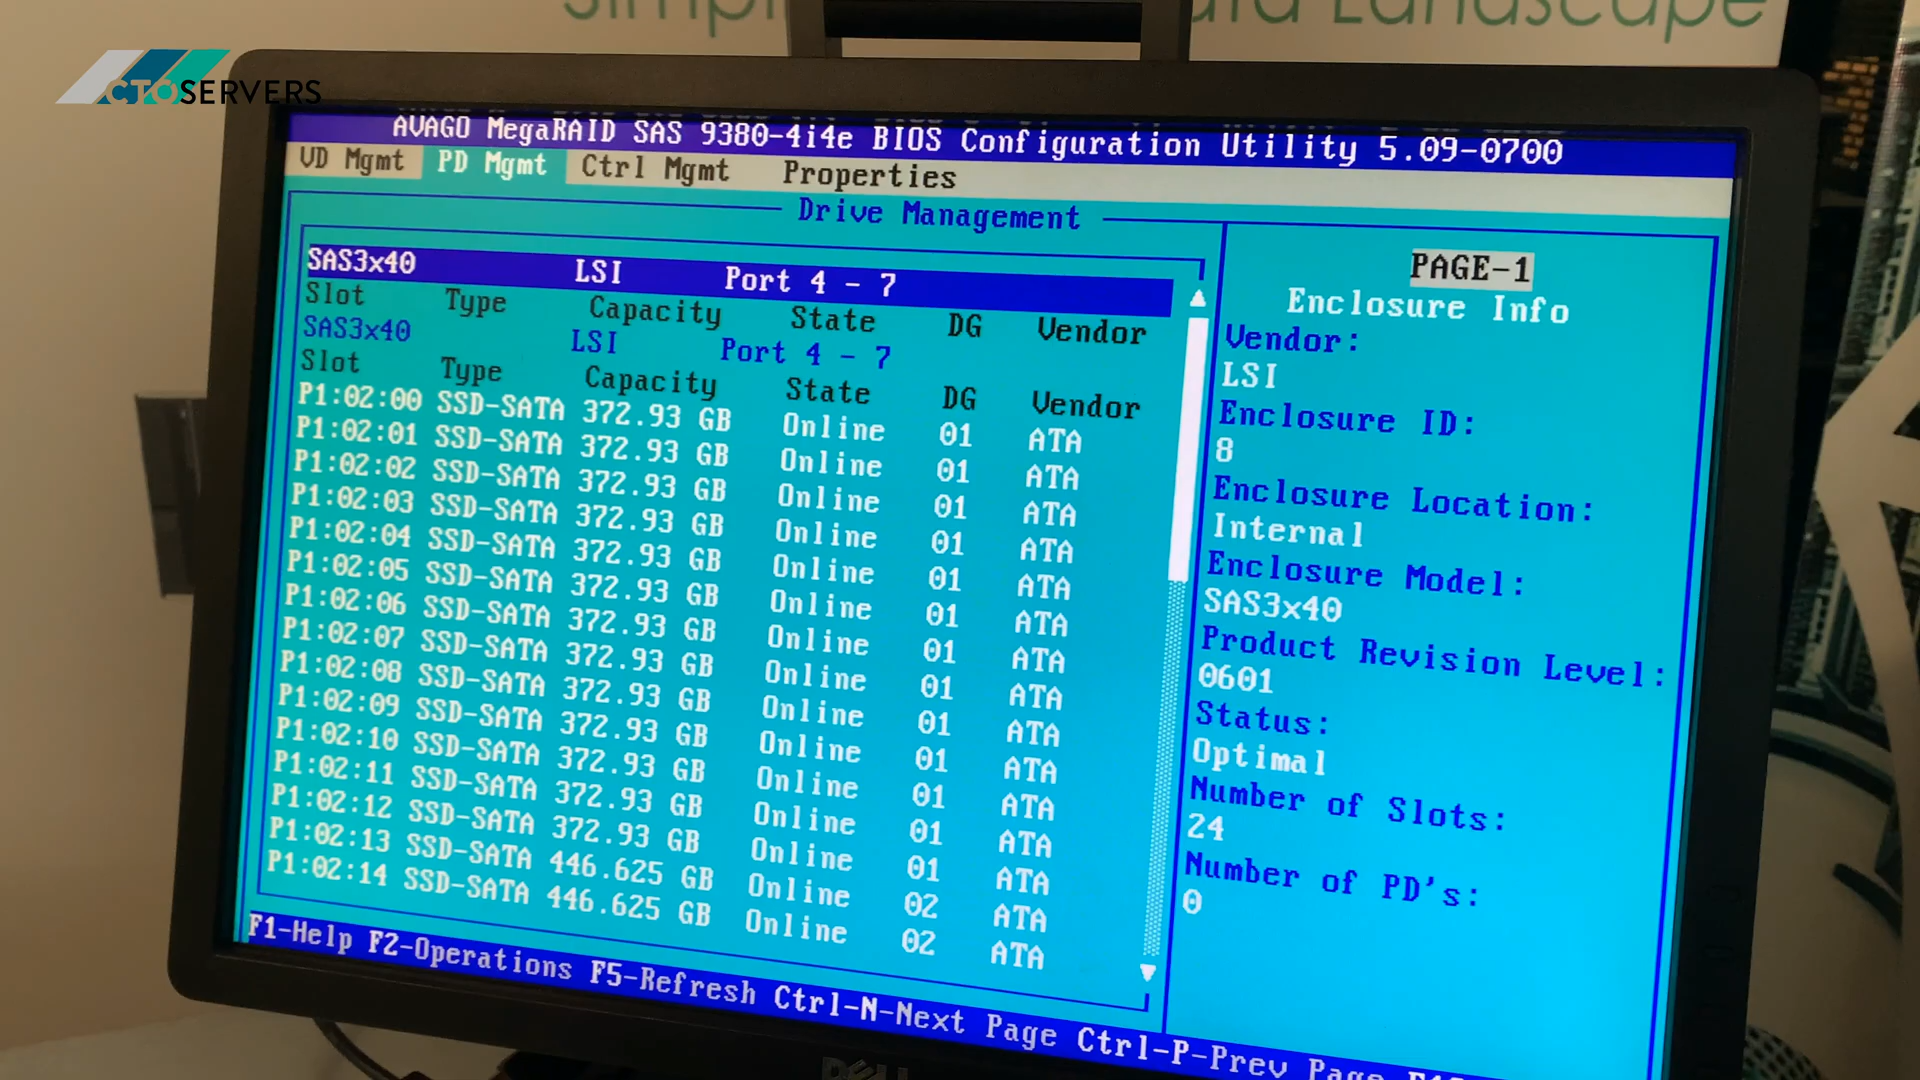 Simpl ata Landscape
CTOSERVERS
AVAGO MegaRAID SAS 9380-4i4e BIOS Configuration Utility 5.09-0700
VD Mgmt PD Mgmt Ctrl Mgmt Properties
Drive Management
SAS3x40 LSI Port 4 - 7
Slot Type Capacity State DG Vendor
SAS3x40 LSI Port 4 - 7
Slot Type Capacity State DG Vendor
P1:02:00 SSD-SATA 372.93 GB Online 01 ATA
P1:02:01 SSD-SATA 372.93 GB Online 01 ATA
P1:02:02 SSD-SATA 372.93 GB Online 01 ATA
P1:02:03 SSD-SATA 372.93 GB Online 01 ATA
P1:02:04 SSD-SATA 372.93 GB Online 01 ATA
P1:02:05 SSD-SATA 372.93 GB Online 01 ATA
P1:02:06 SSD-SATA 372.93 GB Online 01 ATA
P1:02:07 SSD-SATA 372.93 GB Online 01 ATA
P1:02:08 SSD-SATA 372.93 GB Online 01 ATA
P1:02:09 SSD-SATA 372.93 GB Online 01 ATA
P1:02:10 SSD-SATA 372.93 GB Online 01 ATA
P1:02:11 SSD-SATA 372.93 GB Online 01 ATA
P1:02:12 SSD-SATA 372.93 GB Online 01 ATA
P1:02:13 SSD-SATA 446.625 GB Online 02 ATA
P1:02:14 SSD-SATA 446.625 GB Online 02 ATA
PAGE-1
Enclosure Info
Vendor:
LSI
Enclosure ID:
8
Enclosure Location:
Internal
Enclosure Model:
SAS3x40
Product Revision Level:
0601
Status:
Optimal
Number of Slots:
24
Number of PD's:
0
F1-Help F2-Operations F5-Refresh Ctrl-N-Next Page Ctrl-P-Prev Page
DELL